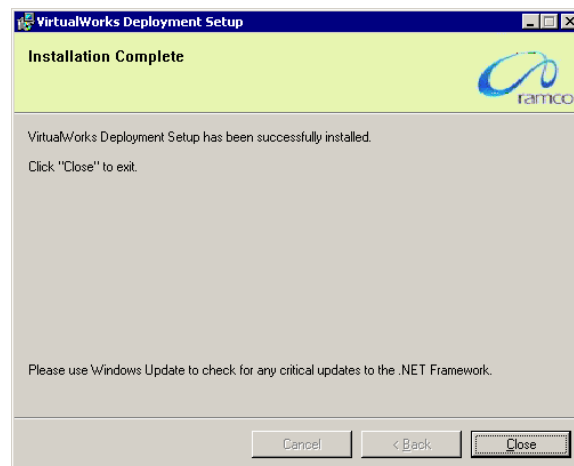 VirtualWorks Deployment Setup
Installation Complete
ramco
VirtualWorks Deployment Setup has been successfully installed.
Click "Close" to exit.
Please use Windows Update to check for any critical updates to the .NET Framework.
Cancel
< Back
Close